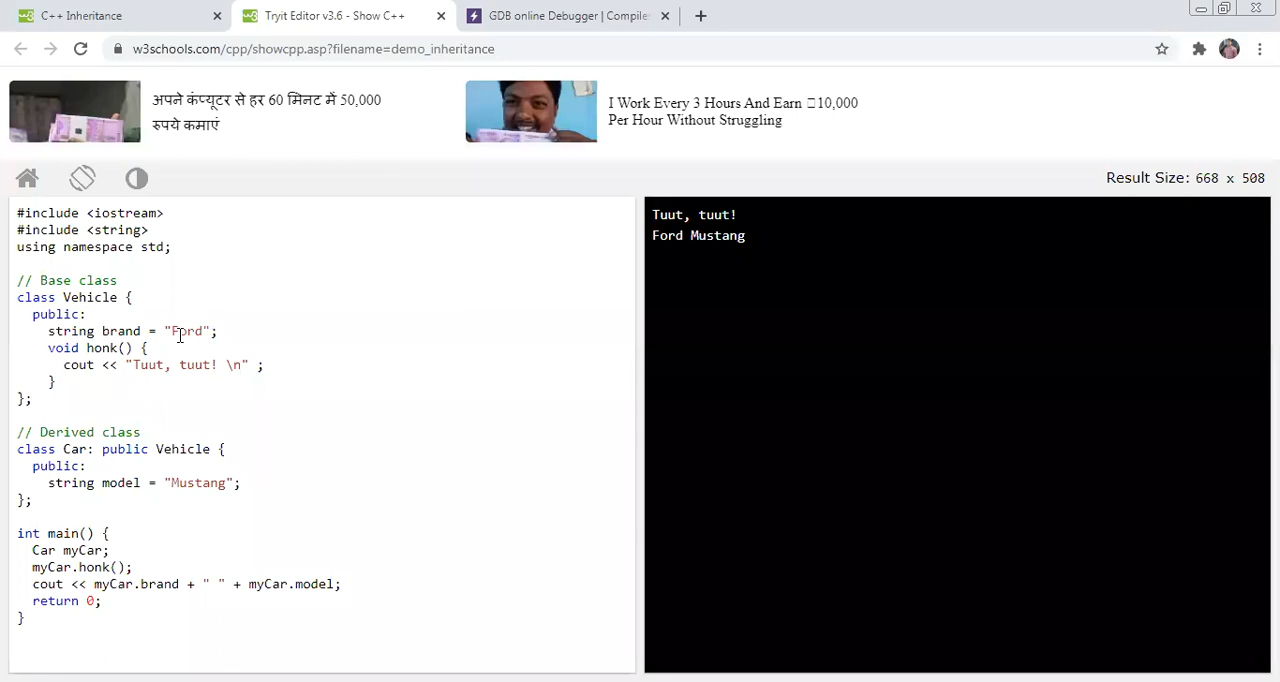 C++ Inheritance
Tryit Editor v3.6 - Show C++
GDB online Debugger | Compiler
w3schools.com/cpp/showcpp.asp?filename=demo_inheritance
अपने कंप्यूटर से हर 60 मिनट में 50,000
रुपये कमाएं
I Work Every 3 Hours And Earn 10,000
Per Hour Without Struggling
Result Size: 668 x 508
#include <iostream>
#include <string>
using namespace std;
// Base class
class Vehicle {
public:
string brand = "Ford";
void honk() {
cout << "Tuut, tuut! \n" ;
}
};
// Derived class
class Car: public Vehicle {
public:
string model = "Mustang";
};
int main() {
Car myCar;
myCar.honk();
cout << myCar.brand + " " + myCar.model;
return 0;
}
Tuut, tuut!
Ford Mustang